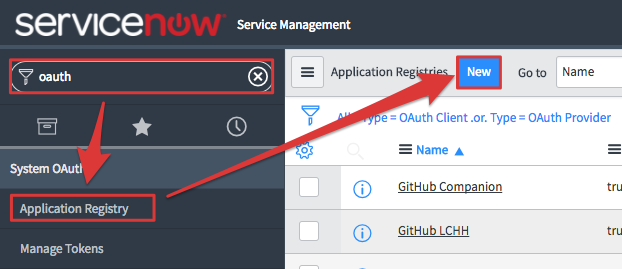 servicenow Service Management
oauth
System OAuth
Application Registry
Manage Tokens
Application Registries New Go to Name
Type = OAuth Client .or. Type = OAuth Provider
Name
GitHub Companion tru
GitHub LCHH tru